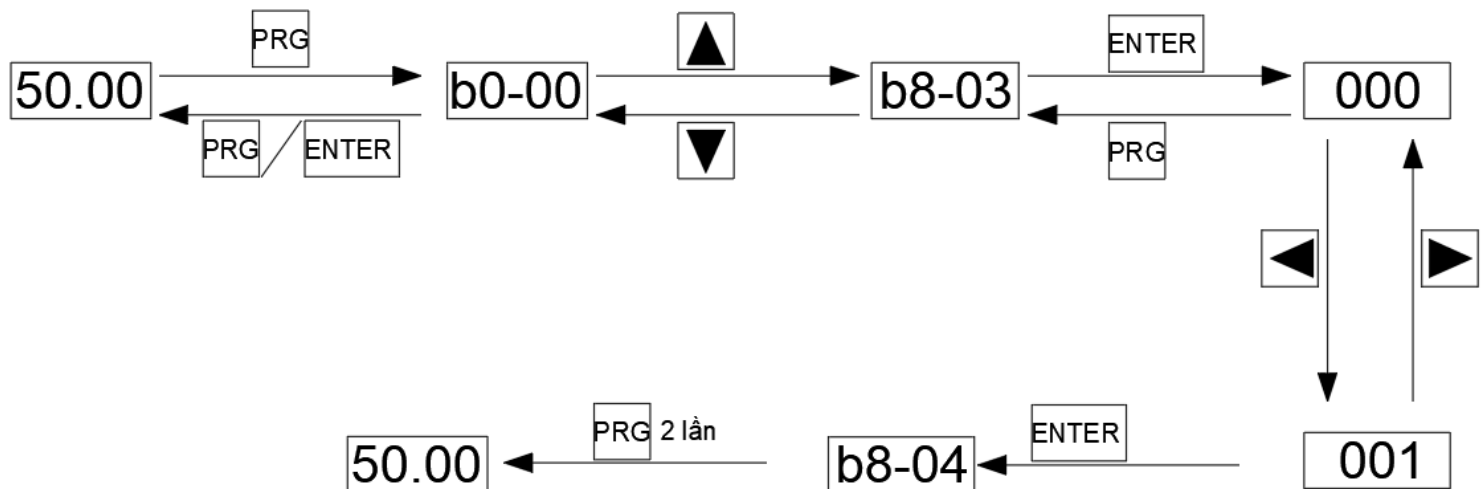 PRG
ENTER
50.00
b0-00
b8-03
000
PRG
ENTER
PRG
PRG 2 lần
ENTER
50.00
b8-04
001